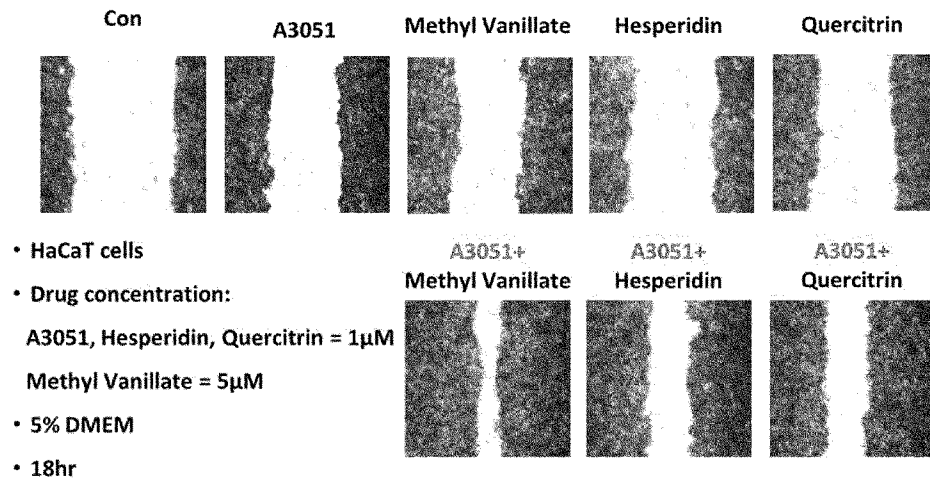 Con
A3051
Methyl Vanillate
Hesperidin
Quercitrin
• HaCaT cells
• Drug concentration:
A3051, Hesperidin, Quercitrin = 1µM
Methyl Vanillate = 5µM
• 5% DMEM
• 18hr
A3051+
Methyl Vanillate
A3051+
Hesperidin
A3051+
Quercitrin